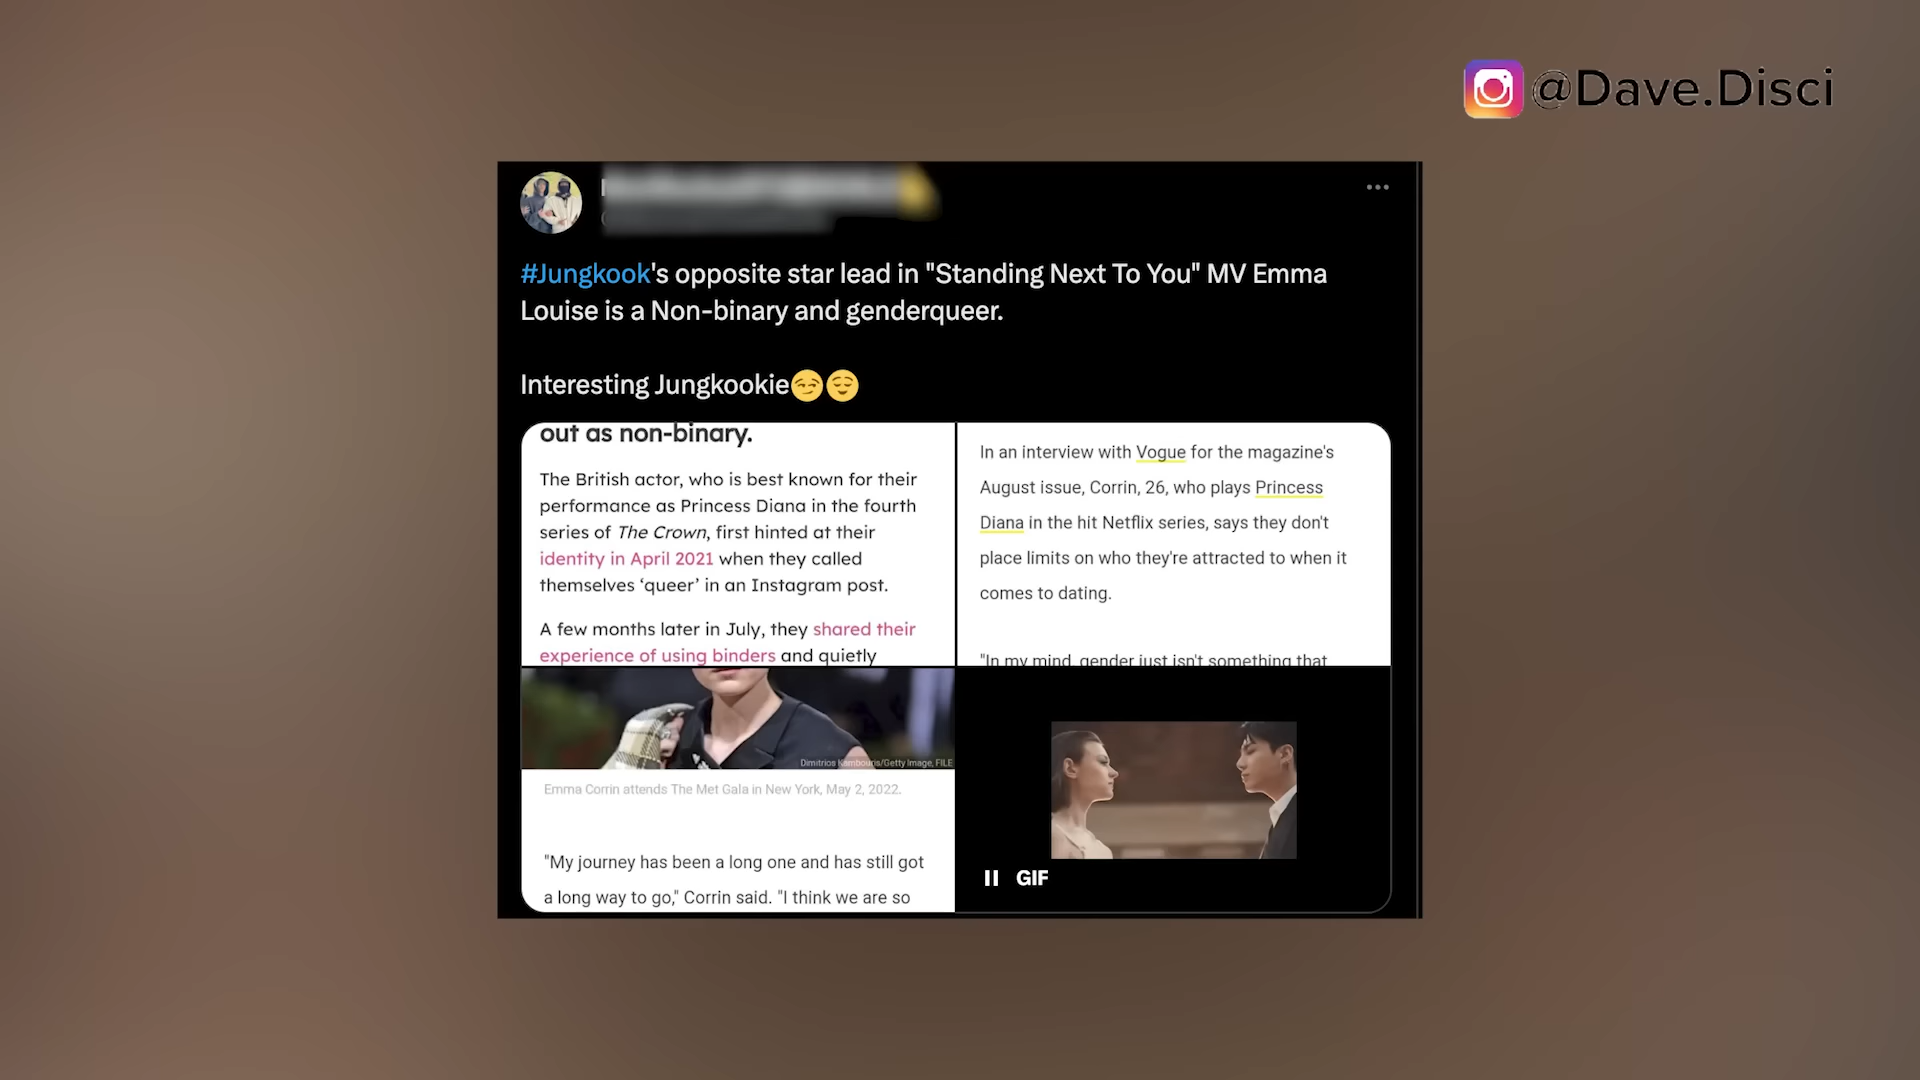 @Dave.Disci
#Jungkook's opposite star lead in "Standing Next To You" MV Emma
Louise is a Non-binary and genderqueer.
Interesting Jungkookie😏😌
out as non-binary.
The British actor, who is best known for their
performance as Princess Diana in the fourth
series of The Crown, first hinted at their
identity in April 2021 when they called
themselves ‘queer’ in an Instagram post.
A few months later in July, they shared their
experience of using binders and quietly
In an interview with Vogue for the magazine's
August issue, Corrin, 26, who plays Princess
Diana in the hit Netflix series, says they don't
place limits on who they're attracted to when it
comes to dating.
"In my mind, gender just isn't something that
Dimitrios Kambouris/Getty Image, FILE
Emma Corrin attends The Met Gala in New York, May 2, 2022.
"My journey has been a long one and has still got
a long way to go," Corrin said. "I think we are so
GIF